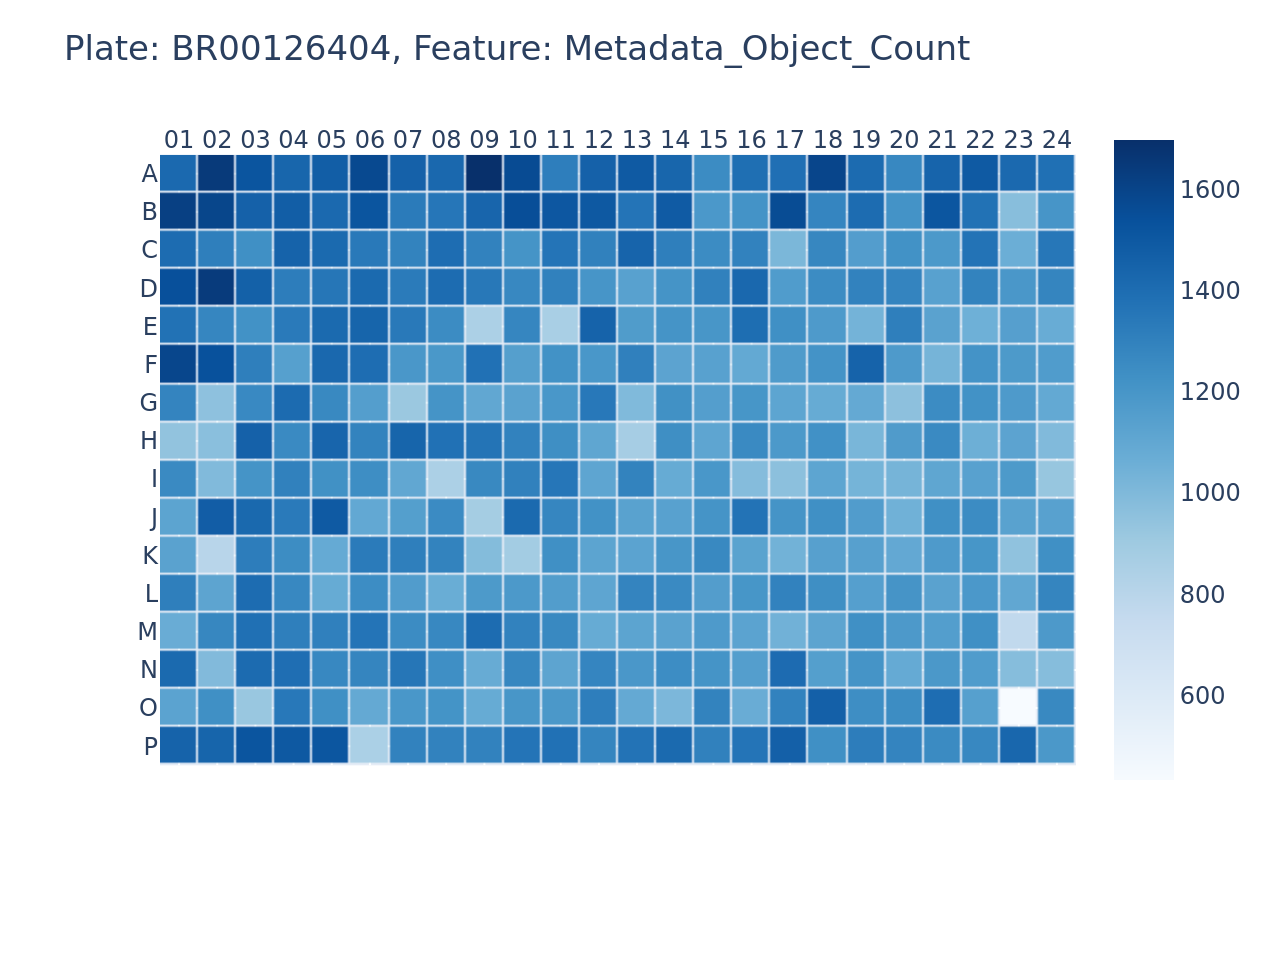 Plate: BR00126404, Feature: Metadata_Object_Count
01 02 03 04 05 06 07 08 09 10 11 12 13 14 15 16 17 18 19 20 21 22 23 24
A
B
C
D
E
F
G
H
I
J
K
L
M
N
O
P
1600
1400
1200
1000
800
600